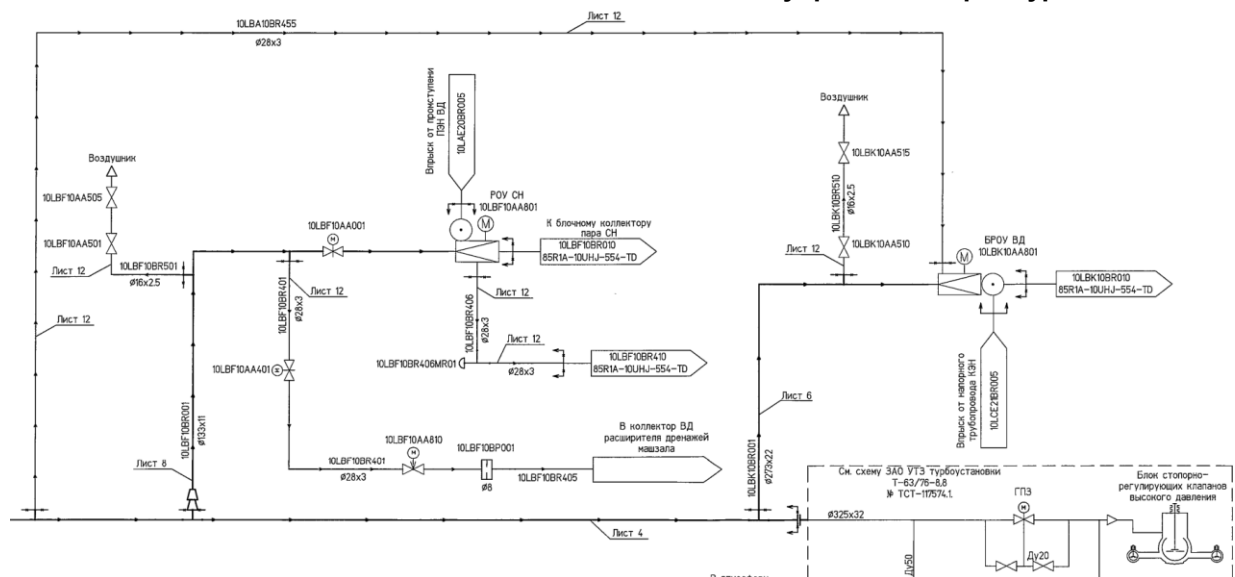 10LBA10BR455
Ø28x3
Лист 12
Впрыск от промступени
ПЭН ВД
10LAE20BR005
Воздушник
10LBK10AA515
10LBK10BR510
Ø16x2.5
10LBK10AA510
Лист 12
Воздушник
10LBF10AA505
10LBF10AA501
Лист 12
10LBF10BR501
Ø16x2.5
Лист 12
10LBF10AA001
РОУ СН
10LBF10AA801
М
М
К блочному коллектору
пара СН
10LBF10BR010
85R1A-10UHJ-554-TD
БРОУ ВД
10LBK10AA801
М
10LBK10BR010
85R1A-10UHJ-554-TD
10LBF10BR401
Ø28x3
Лист 12
10LBF10BR406
Ø28x3
Лист 12
10LBF10AA401
10LBF10BR406MR01
Лист 12
Ø28x3
10LBF10BR410
85R1A-10UHJ-554-TD
Впрыск от напорного
трубопровода КЭН
10LCE21BR005
Лист 6
10LBK10BR001
Ø273x22
10LBF10BR001
Ø133x11
Лист 8
10LBF10BR401
Ø28x3
10LBF10AA810
М
10LBF10BP001
Ø8
10LBF10BR405
В коллектор ВД
расширителя дренажей
машзала
Лист 4
См. схему ЗАО УТЗ турбоустановки
Т-63/76-8,8
№ ТСТ-117574.1.
Ø325x32
ГПЗ
М
Ду20
Ду50
Блок стопорно-
регулирующих клапанов
высокого давления